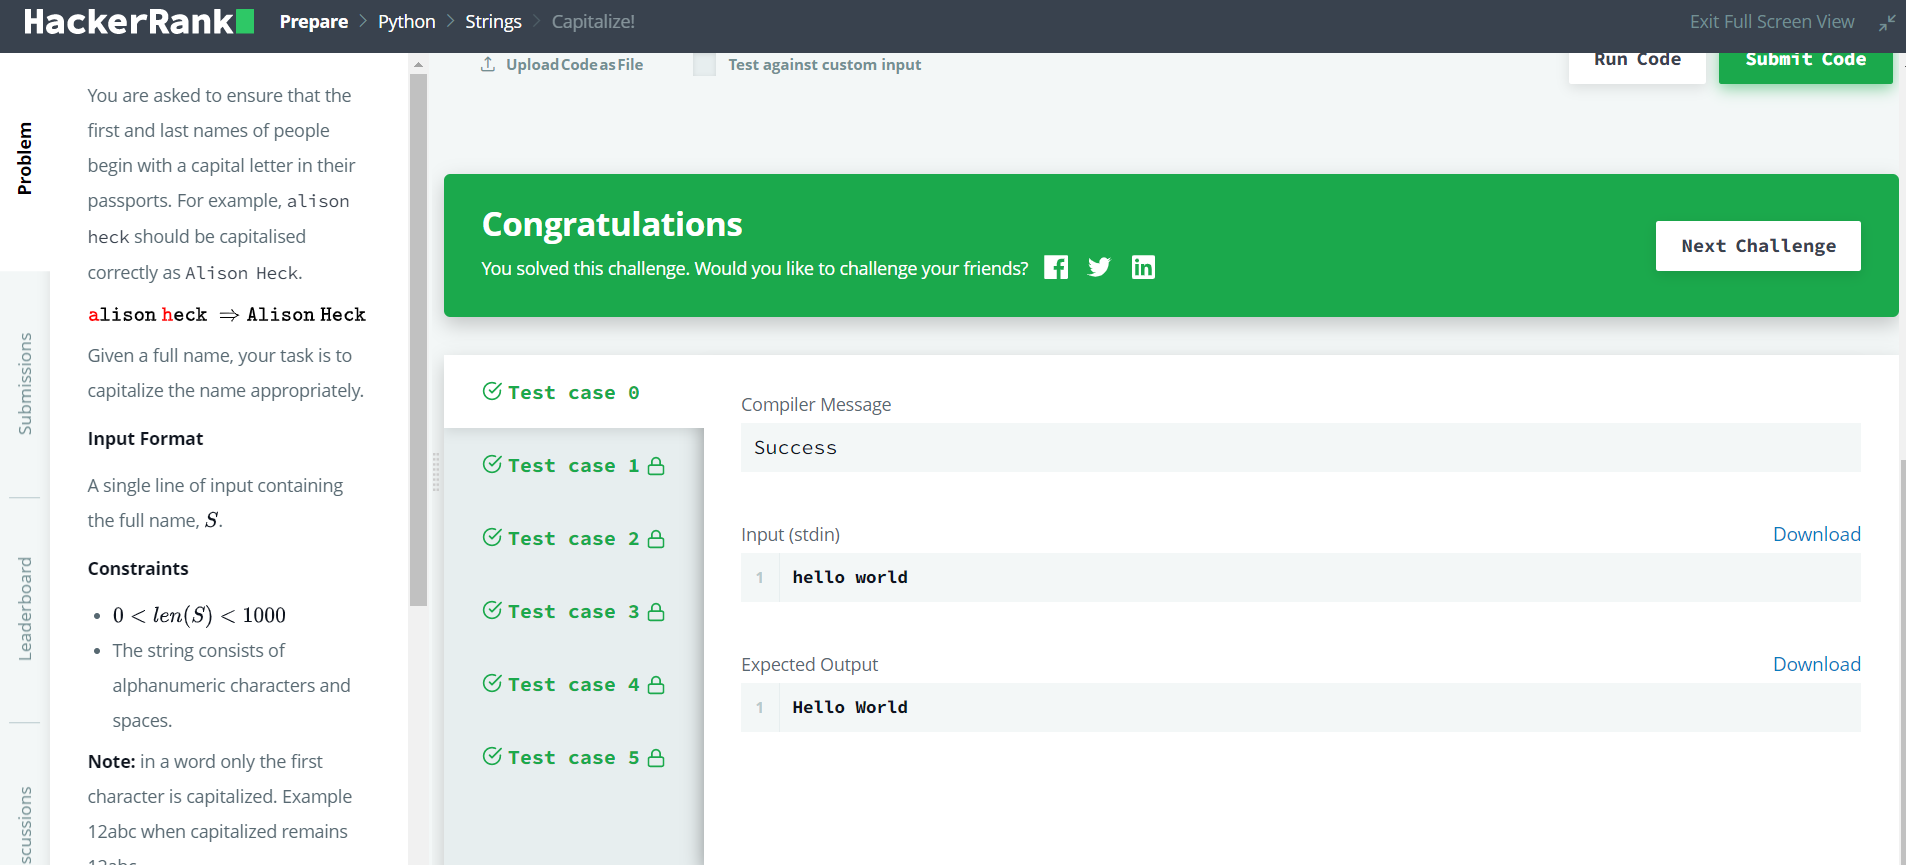 HackerRank Prepare > Python > Strings > Capitalize! Exit Full Screen View
Problem
Submissions
Leaderboard
You are asked to ensure that the
first and last names of people
begin with a capital letter in their
passports. For example, alison
heck should be capitalised
correctly as Alison Heck.
alison heck ⇒ Alison Heck
Given a full name, your task is to
capitalize the name appropriately.
Input Format
A single line of input containing
the full name, S.
Constraints
• 0 < len(S) < 1000
• The string consists of
alphanumeric characters and
spaces.
Note: in a word only the first
character is capitalized. Example
12abc when capitalized remains
12abc
Upload Code as File Test against custom input Run Code Submit Code
Congratulations
You solved this challenge. Would you like to challenge your friends?
Next Challenge
Test case 0
Test case 1
Test case 2
Test case 3
Test case 4
Test case 5
Compiler Message
Success
Input (stdin) Download
1 hello world
Expected Output Download
1 Hello World